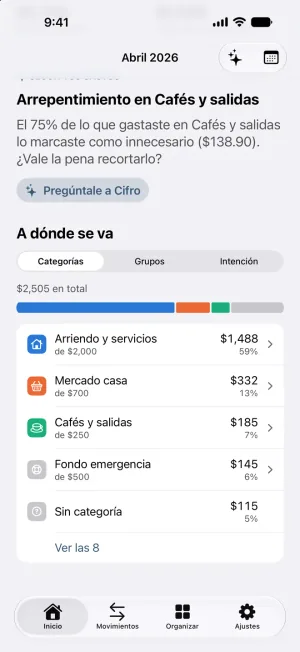 9:41
Abril 2026
Arrepentimiento en Cafés y salidas
El 75% de lo que gastaste en Cafés y salidas
lo marcaste como innecesario ($138.90).
¿Vale la pena recortarlo?
Pregúntale a Cifro
A dónde se va
Categorías Grupos Intención
$2,505 en total
Arriendo y servicios $1,488
de $2,000 59%
Mercado casa $332
de $700 13%
Cafés y salidas $185
de $250 7%
Fondo emergencia $145
de $500 6%
Sin categoría $115
5%
Ver las 8
Inicio Movimientos Organizar Ajustes